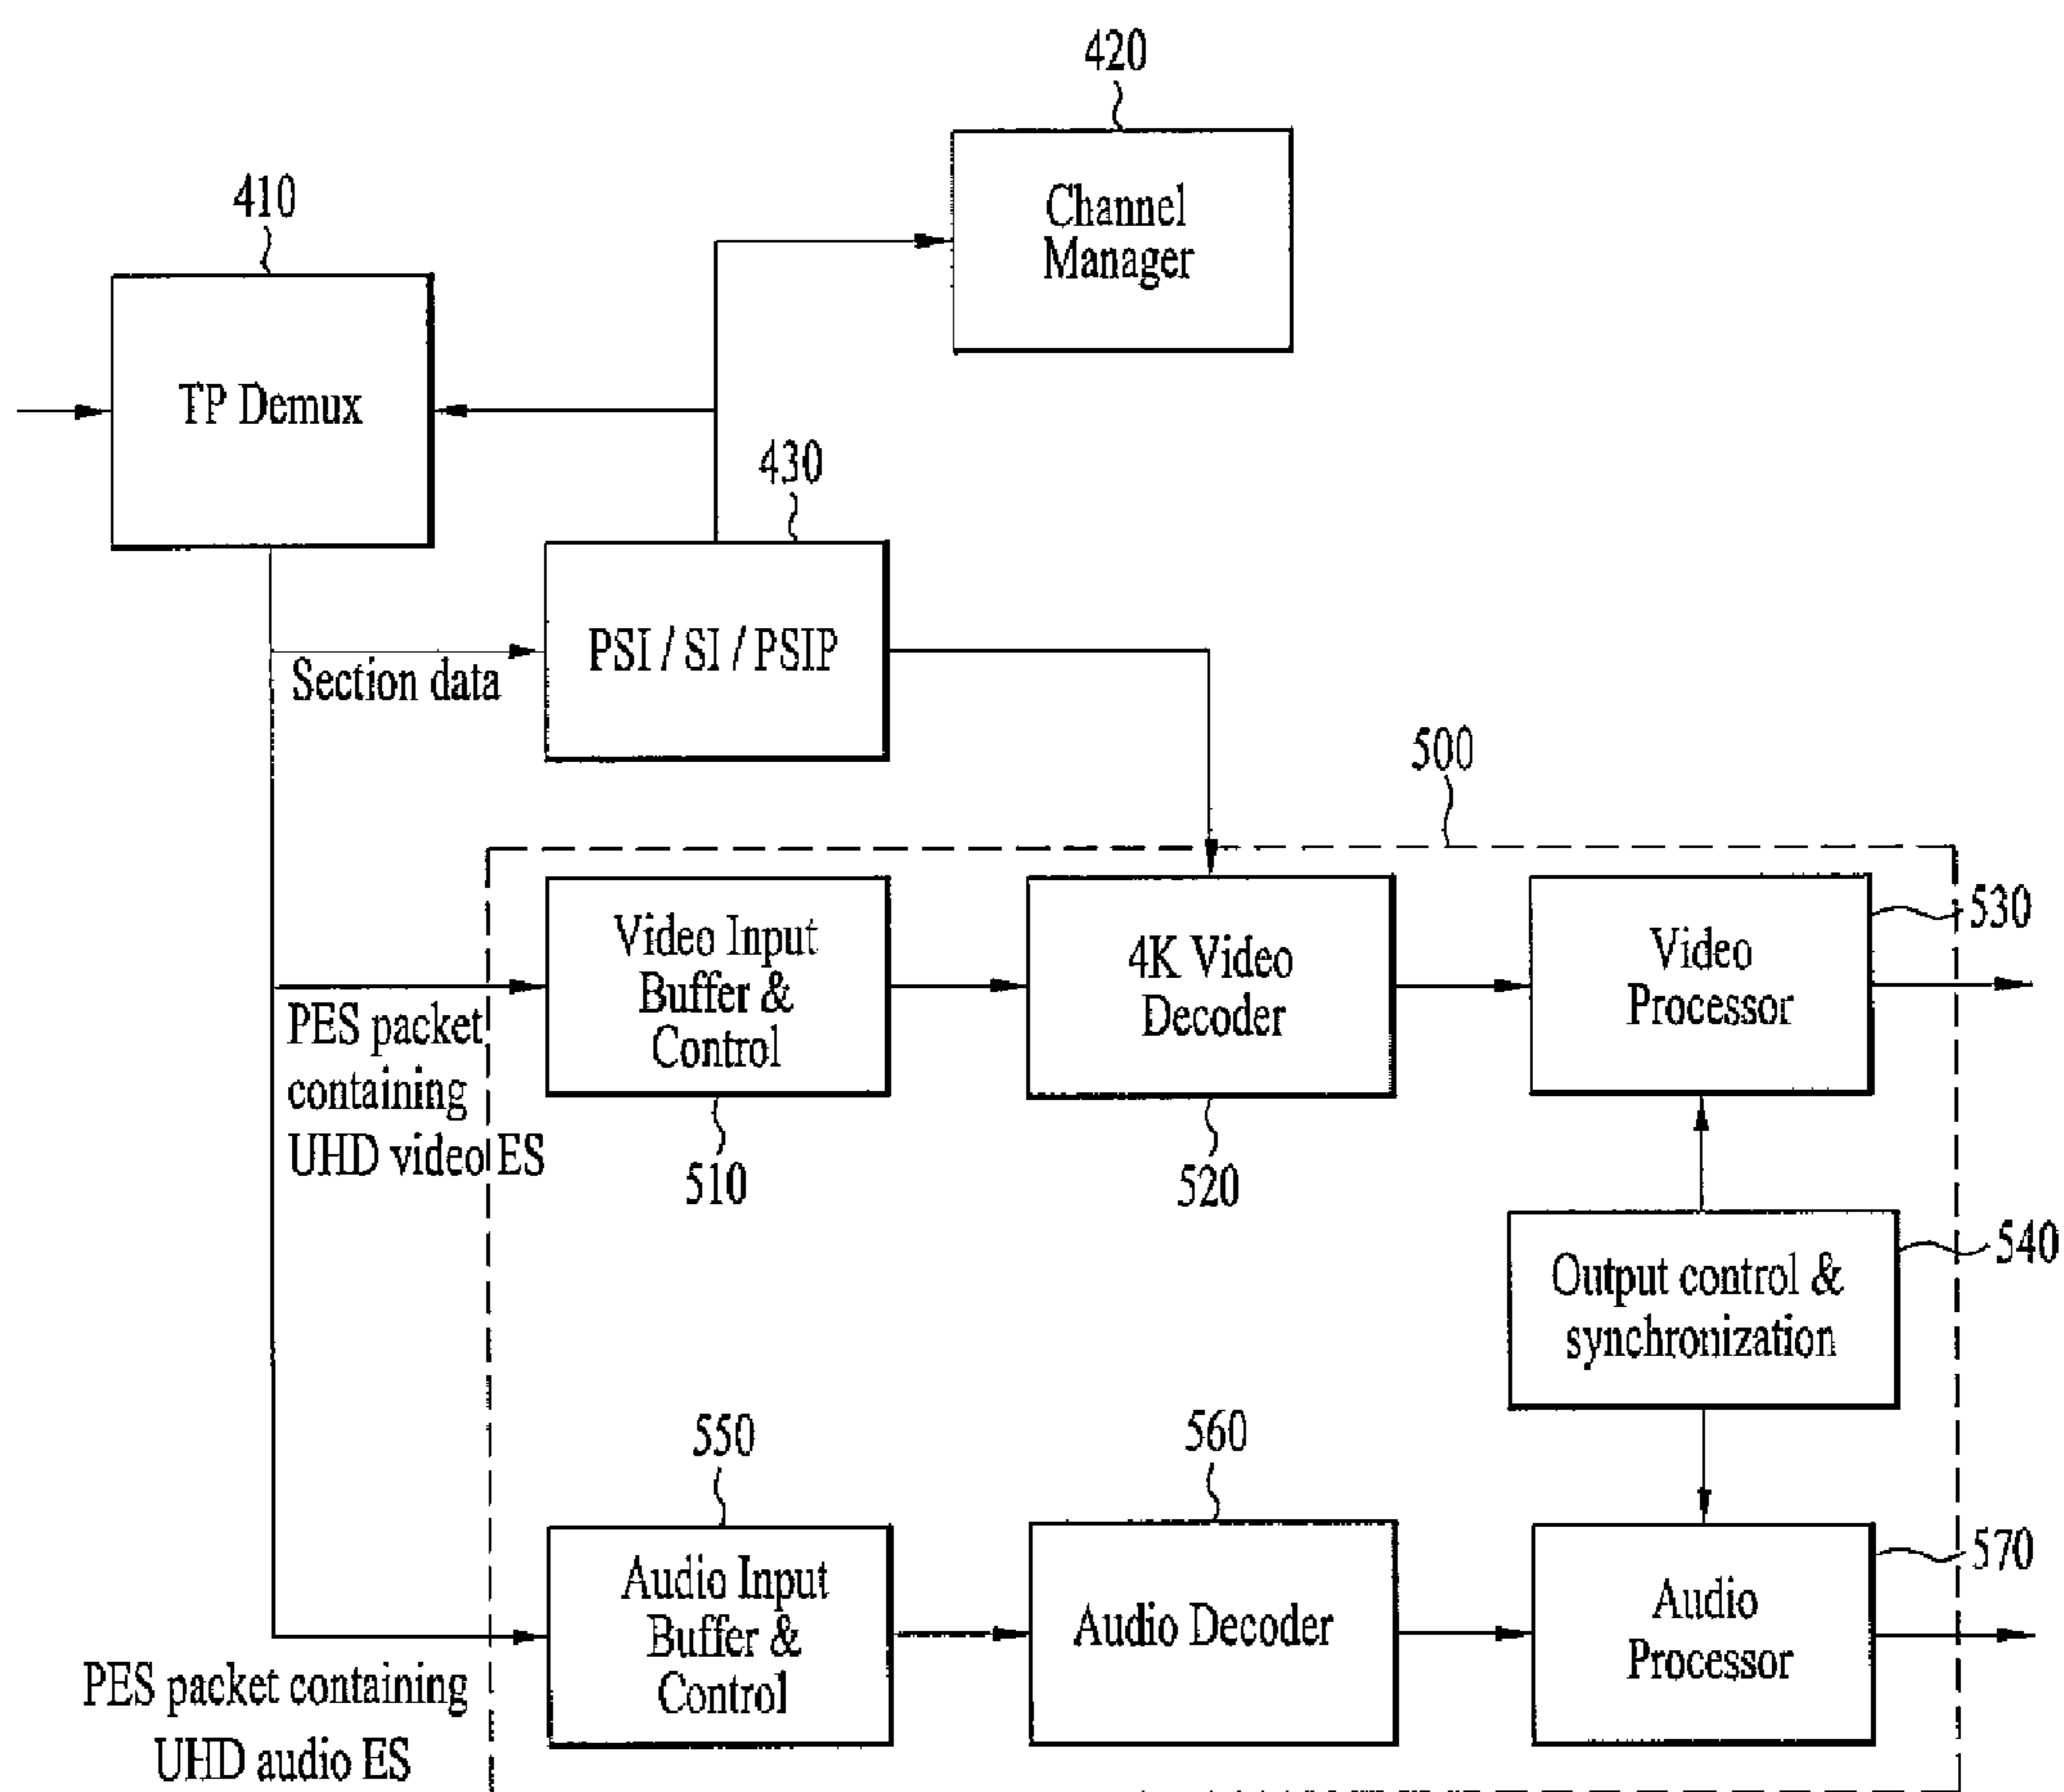 420
Channel
Manager
410
TP Demux
430
PSI / SI / PSIP
Section data
500
Video Input
Buffer &
Control
510
4K Video
Decoder
520
Video
Processor
530
PES packet
containing
UHD video ES
Output control &
synchronization
540
550
Audio Input
Buffer &
Control
560
Audio Decoder
Audio
Processor
570
PES packet containing
UHD audio ES